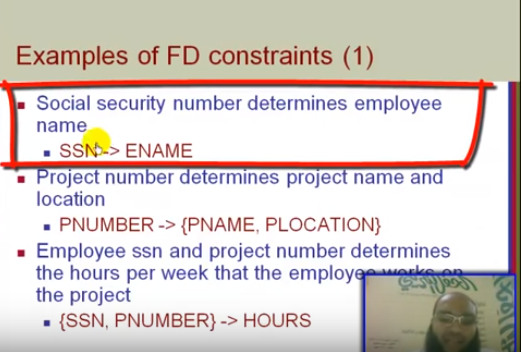 Examples of FD constraints (1)
Social security number determines employee
name
SSN -> ENAME
Project number determines project name and
location
PNUMBER -> {PNAME, PLOCATION}
Employee ssn and project number determines
the hours per week that the employee works on
the project
{SSN, PNUMBER} -> HOURS